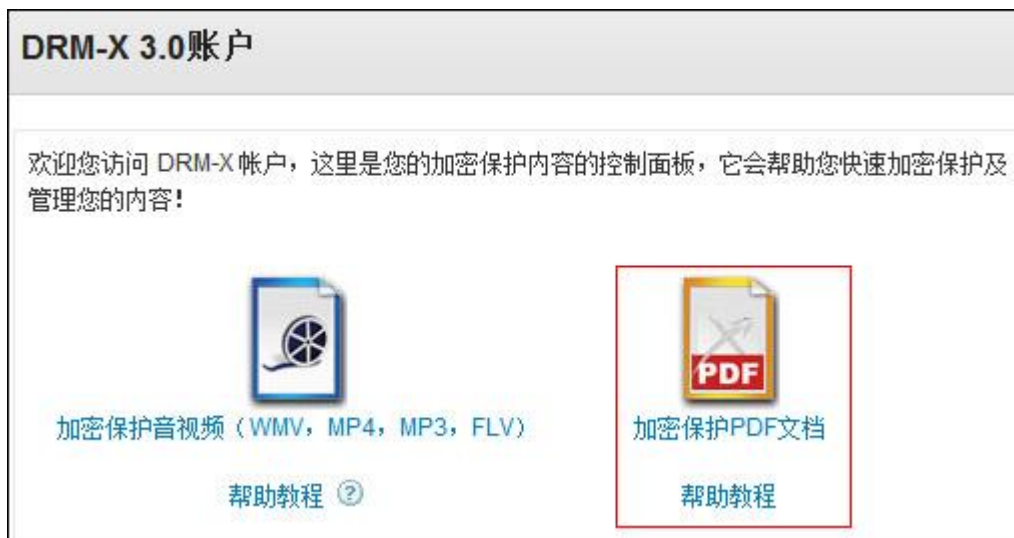 DRM-X 3.0账户
欢迎您访问 DRM-X 帐户，这里是您的加密保护内容的控制面板，它会帮助您快速加密保护及
管理您的内容！
PDF
加密保护音视频（WMV，MP4，MP3，FLV）
加密保护PDF文档
帮助教程 ?
帮助教程